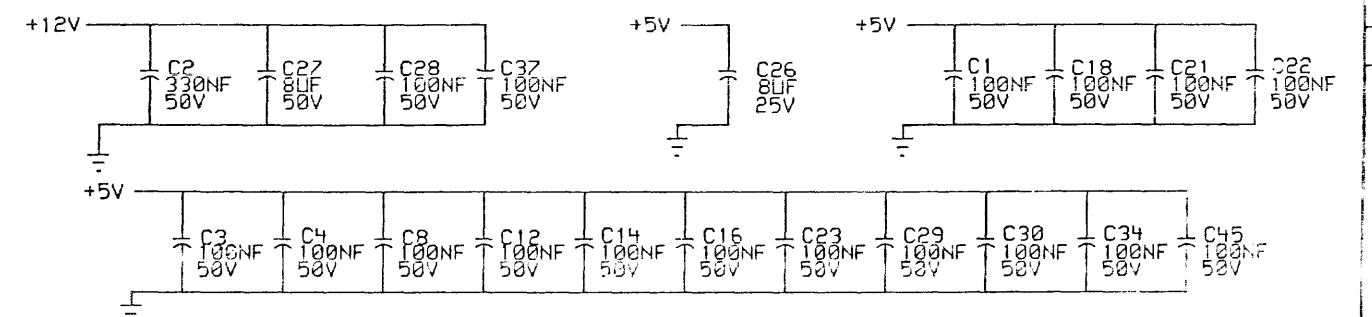 +12V
C2
330NF
50V
C27
8UF
50V
C28
100NF
50V
C37
100NF
50V
+5V
C26
8UF
25V
+5V
C1
100NF
50V
C18
100NF
50V
C21
100NF
50V
C22
100NF
50V
+5V
C3
100NF
50V
C4
100NF
50V
C8
100NF
50V
C12
100NF
50V
C14
100NF
50V
C16
100NF
50V
C23
100NF
50V
C29
100NF
50V
C30
100NF
50V
C34
100NF
50V
C45
100NF
50V